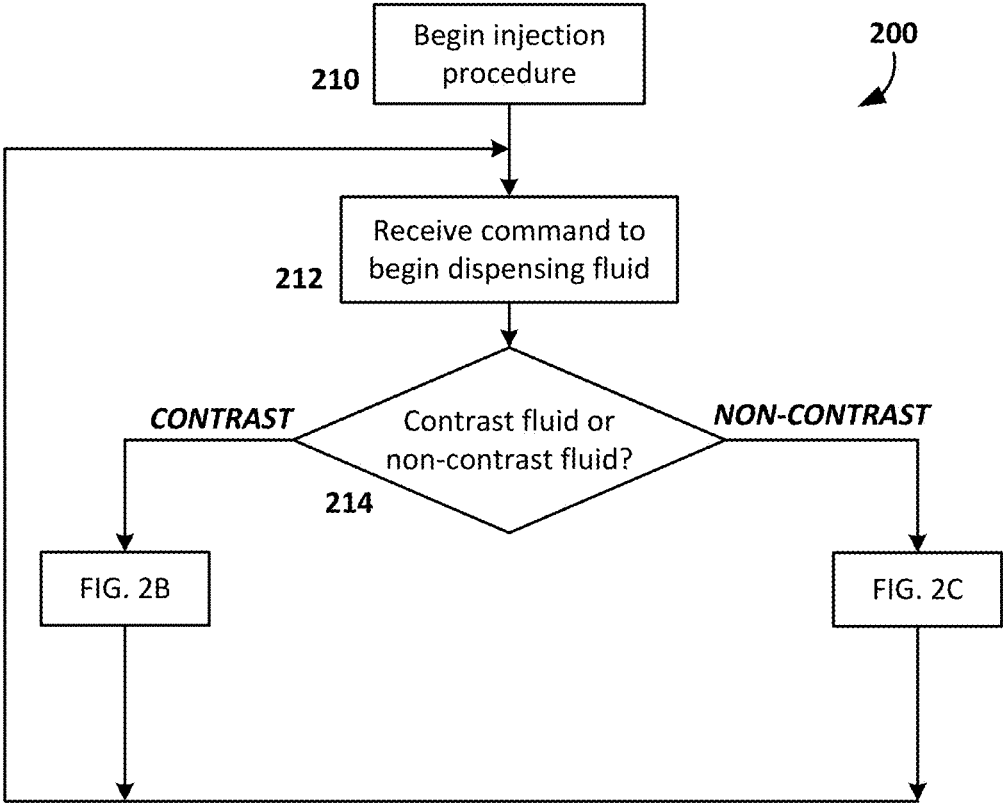 Begin injection
procedure
210
200
Receive command to
begin dispensing fluid
212
CONTRAST
NON-CONTRAST
Contrast fluid or
non-contrast fluid?
214
FIG. 2B
FIG. 2C